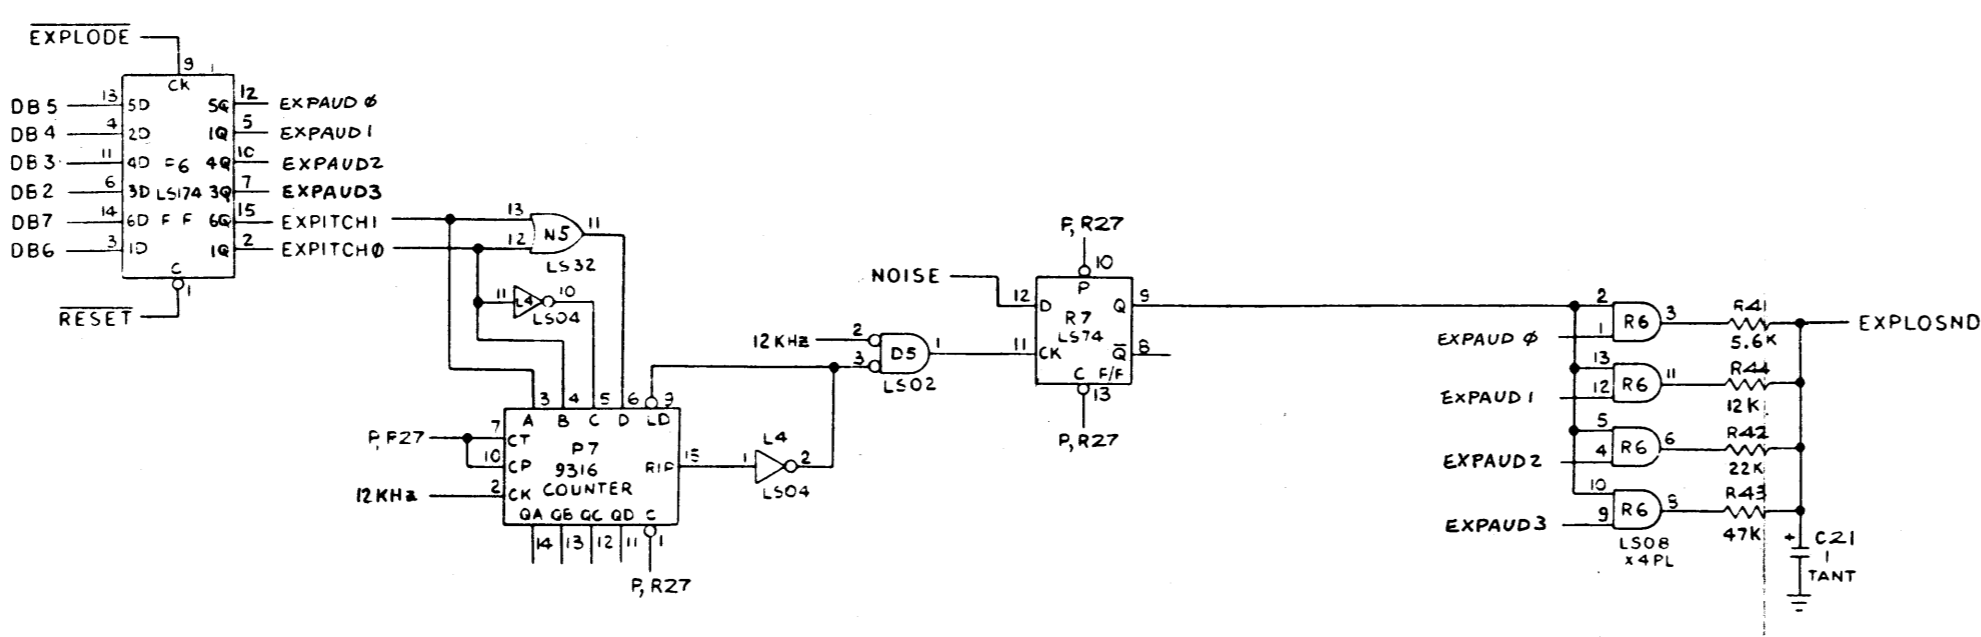 EXPLODE
9
CK
DB5 13 5D 5Q 12 EXPAUD Ø
DB4 4 2D 1Q 5 EXPAUD1
DB3 11 4D F6 4Q 10 EXPAUD2
DB2 6 3D LS174 3Q 7 EXPAUD3
DB7 14 6D F F 6Q 15 EXPITCH1
DB6 3 1D 1Q 2 EXPITCHØ
C
1
RESET
13
12
N5
11
LS32
11 L4 10
LS04
3 4 5 6 9
A B C D LD
P,R27
7 CT
10 CP
12KHz 2 CK
P7
9316
COUNTER
RIP 15
QA QB QC QD C
14 13 12 11 1
P,R27
L4
1 2
LS04
12KHz 2
3
D5
1
LS02
P,R27
10
P
NOISE
12 D Q 9
R7
LS74
11 CK Q 8
C F/F
13
P,R27
2
EXPAUD Ø 1
R6
3
R41
5.6K
EXPLOSND
13
EXPAUD1 12
R6
11
R44
12K
5
EXPAUD2 4
R6
6
R42
22K
10
EXPAUD3 9
R6
8
R43
47K
LS08
x4PL
+ C21
1
TANT